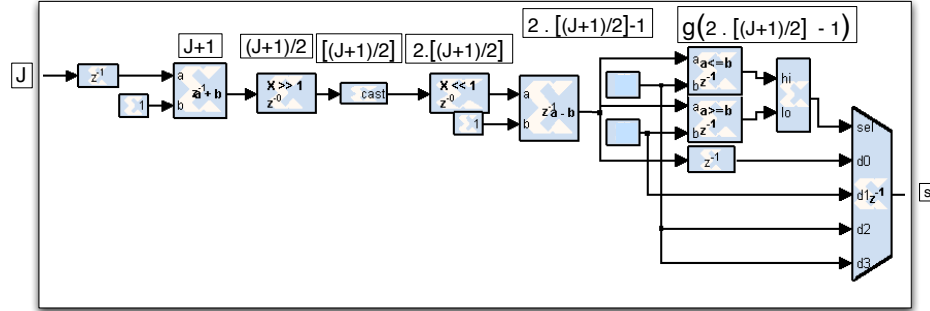 2 . [(J+1)/2]-1
g(2 . [(J+1)/2] - 1)
J+1
(J+1)/2
[(J+1)/2]
2.[(J+1)/2]
J
z-1
1
a
b
z-1
a + b
X >> 1
z-0
cast
X << 1
z-0
1
a
b
z-1
a - b
a
b
a<=b
z-1
a
b
a>=b
z-1
hi
lo
z-1
sel
d0
d1
z-1
d2
d3
s